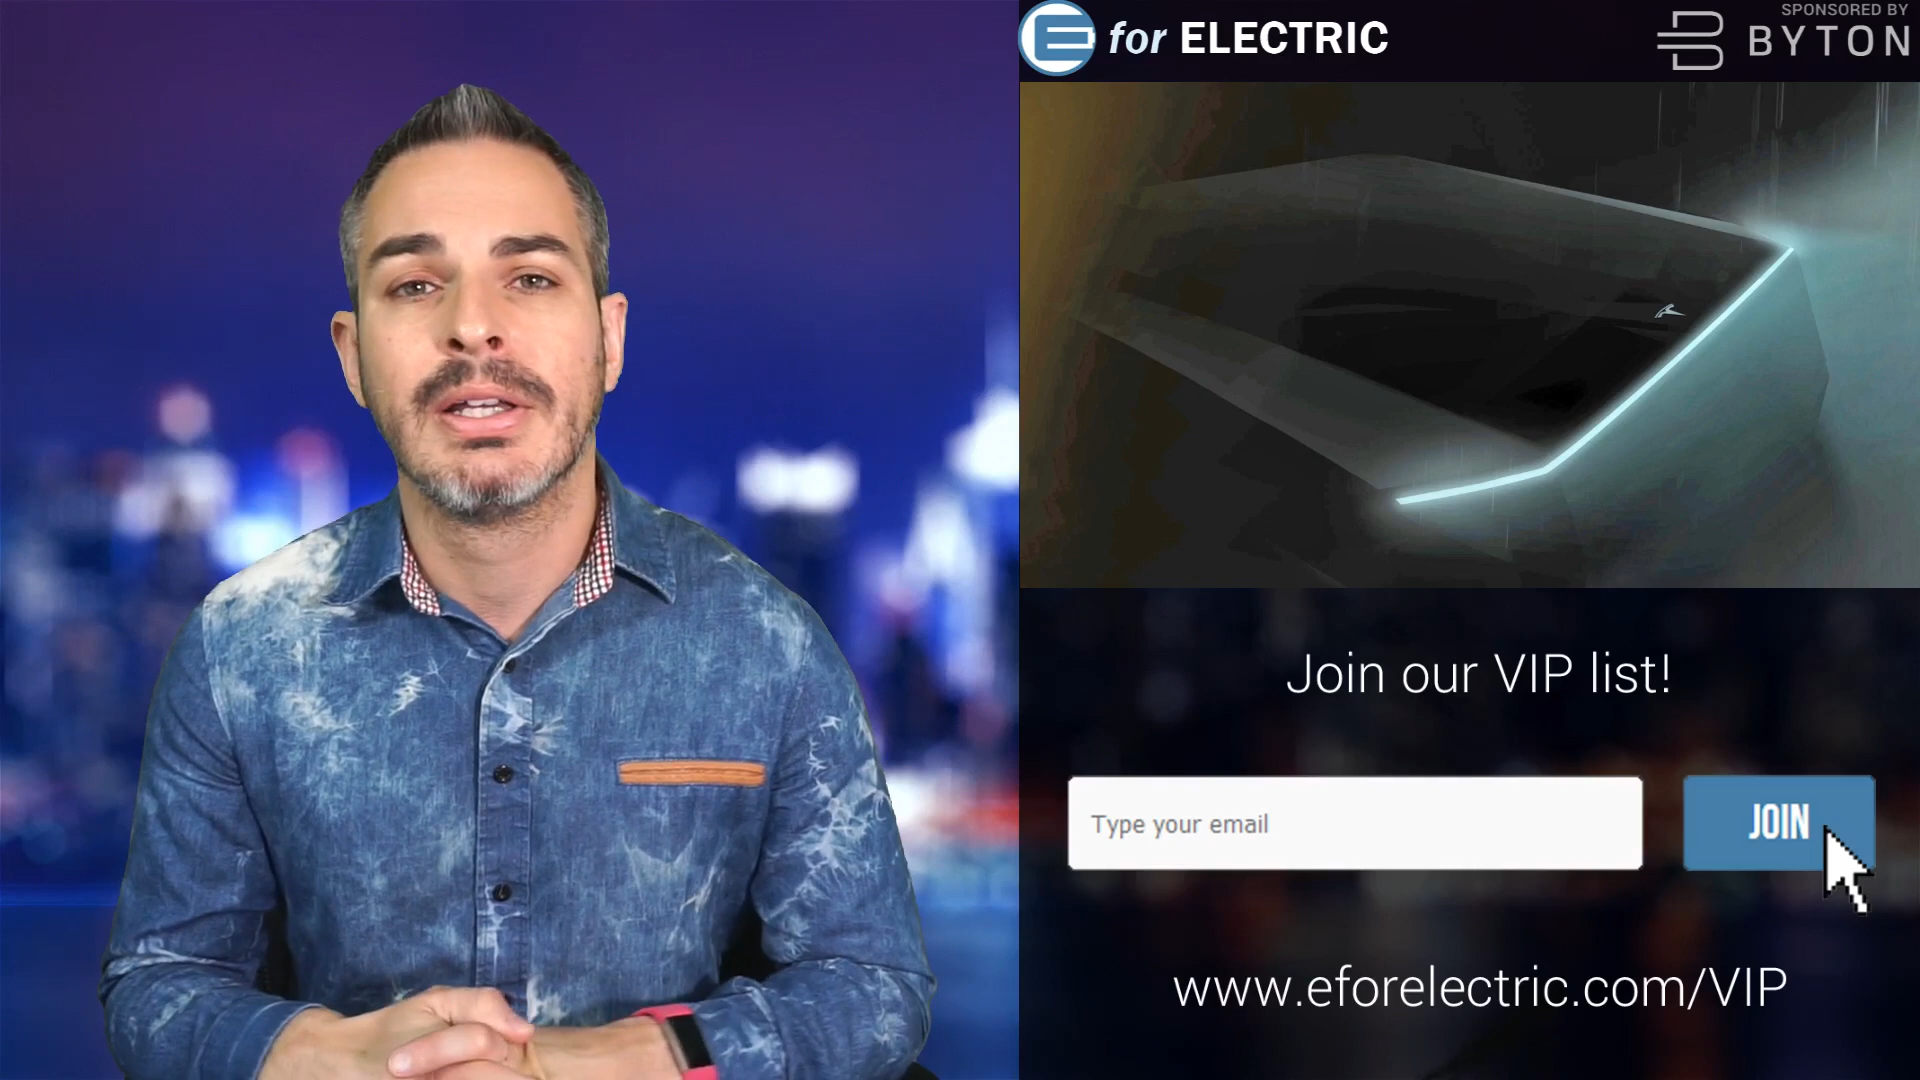 for ELECTRIC
SPONSORED BY
BYTON
Join our VIP list!
Type your email
JOIN
www.eforelectric.com/VIP